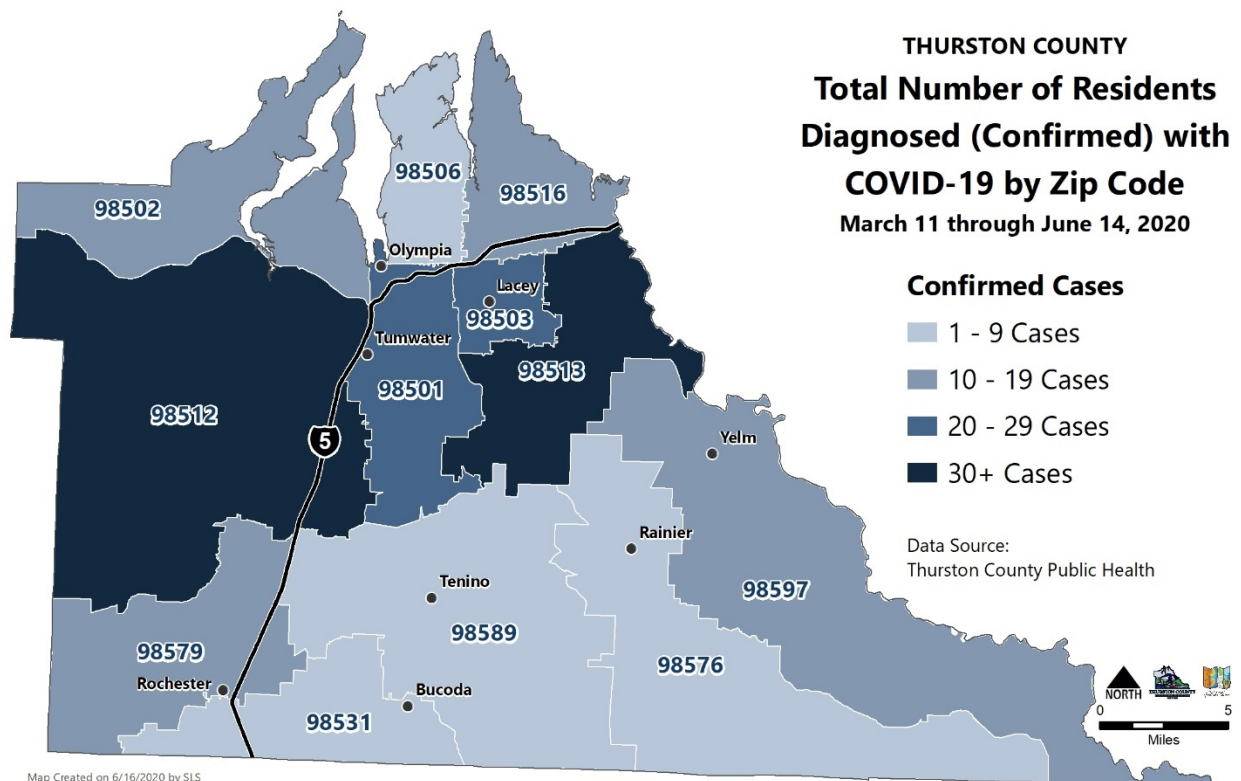 THURSTON COUNTY
Total Number of Residents
Diagnosed (Confirmed) with
COVID-19 by Zip Code
March 11 through June 14, 2020
98506
98516
98502
Olympia
Lacey
98503
Tumwater
98513
98501
98512
5
Yelm
Rainier
Tenino
98597
98589
98579
98576
Rochester
Bucoda
98531
Confirmed Cases
1 - 9 Cases
10 - 19 Cases
20 - 29 Cases
30+ Cases
Data Source:
Thurston County Public Health
NORTH
THURSTON COUNTY
0 5
Miles
Map Created on 6/16/2020 by SLS